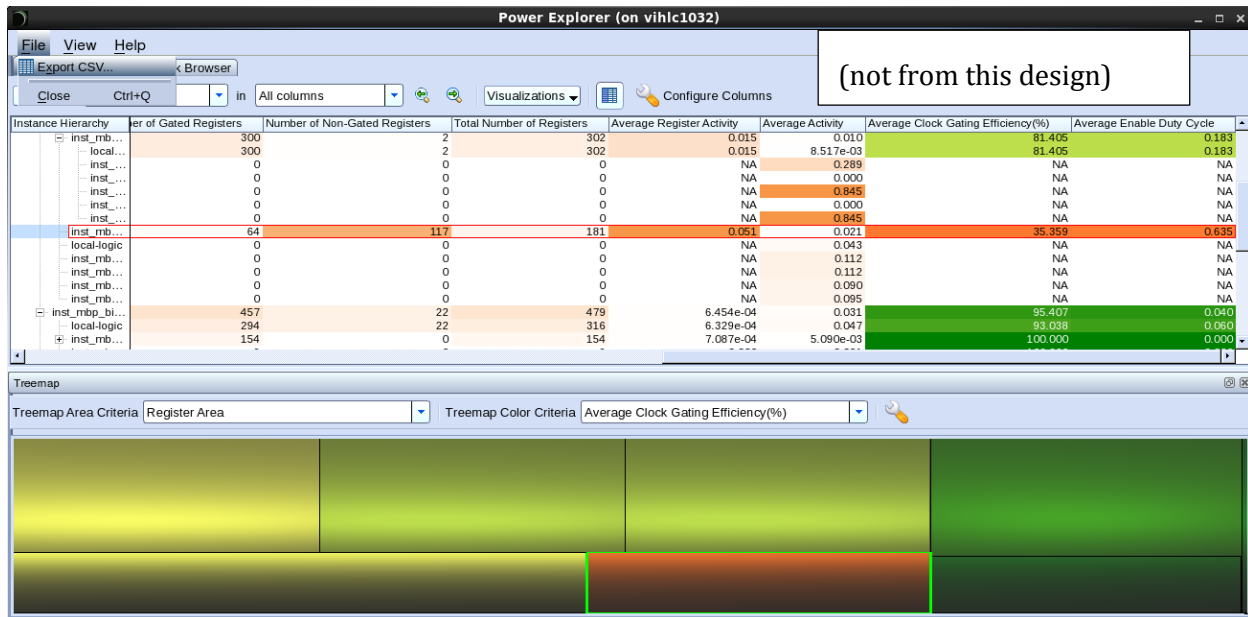 Power Explorer (on vihlc1032)
File View Help
Export CSV...
Browser
Close Ctrl+Q
in All columns Visualizations Configure Columns
(not from this design)
Instance Hierarchy er of Gated Registers Number of Non-Gated Registers Total Number of Registers Average Register Activity Average Activity Average Clock Gating Efficiency(%) Average Enable Duty Cycle
inst_mb... 300 2 302 0.015 0.010 81.405 0.183
local... 300 2 302 0.015 8.517e-03 81.405 0.183
inst_... 0 0 0 NA 0.289 NA NA
inst_... 0 0 0 NA 0.000 NA NA
inst_... 0 0 0 NA 0.845 NA NA
inst_... 0 0 0 NA 0.000 NA NA
inst_... 0 0 0 NA 0.845 NA NA
inst_mb... 64 117 181 0.051 0.021 35.359 0.635
local-logic 0 0 0 NA 0.043 NA NA
inst_mb... 0 0 0 NA 0.112 NA NA
inst_mb... 0 0 0 NA 0.112 NA NA
inst_mb... 0 0 0 NA 0.090 NA NA
inst_mb... 0 0 0 NA 0.095 NA NA
inst_mbp_bi... 457 22 479 6.454e-04 0.031 95.407 0.040
local-logic 294 22 316 6.329e-04 0.047 93.038 0.060
inst_mb... 154 0 154 7.087e-04 5.090e-03 100.000 0.000
Treemap
Treemap Area Criteria Register Area Treemap Color Criteria Average Clock Gating Efficiency(%)